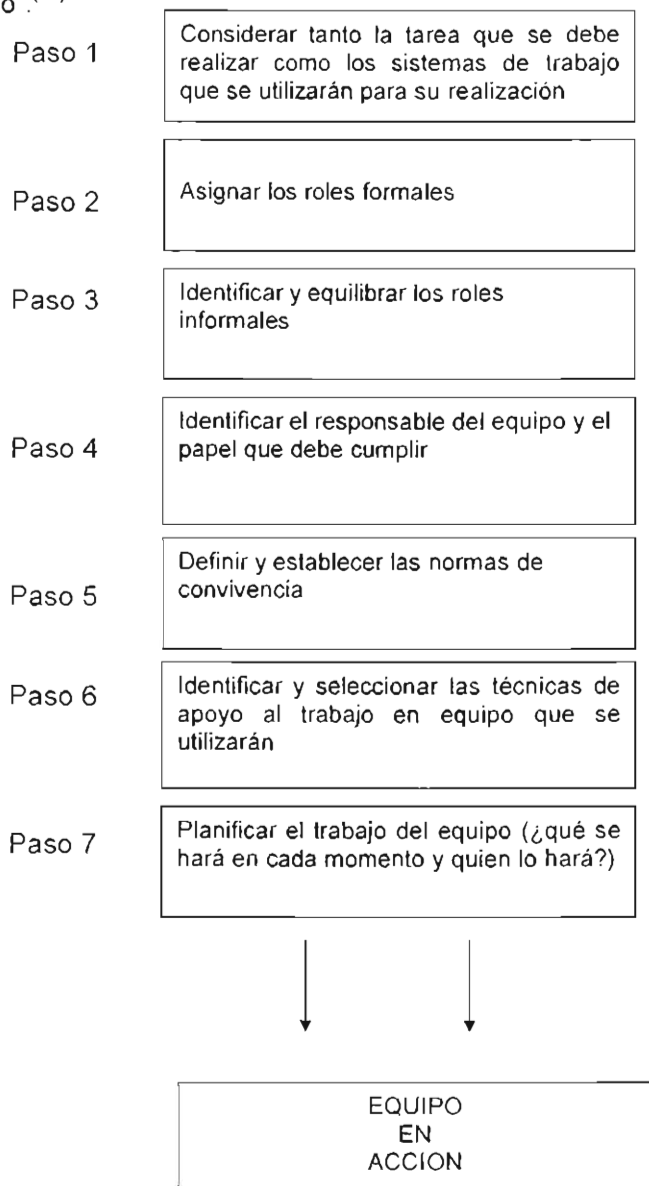 o .
Paso 1
Considerar tanto la tarea que se debe
realizar como los sistemas de trabajo
que se utilizarán para su realización
Paso 2
Asignar los roles formales
Paso 3
Identificar y equilibrar los roles
informales
Paso 4
Identificar el responsable del equipo y el
papel que debe cumplir
Paso 5
Definir y establecer las normas de
convivencia
Paso 6
Identificar y seleccionar las técnicas de
apoyo al trabajo en equipo que se
utilizarán
Paso 7
Planificar el trabajo del equipo (¿qué se
hará en cada momento y quien lo hará?)
EQUIPO
EN
ACCION